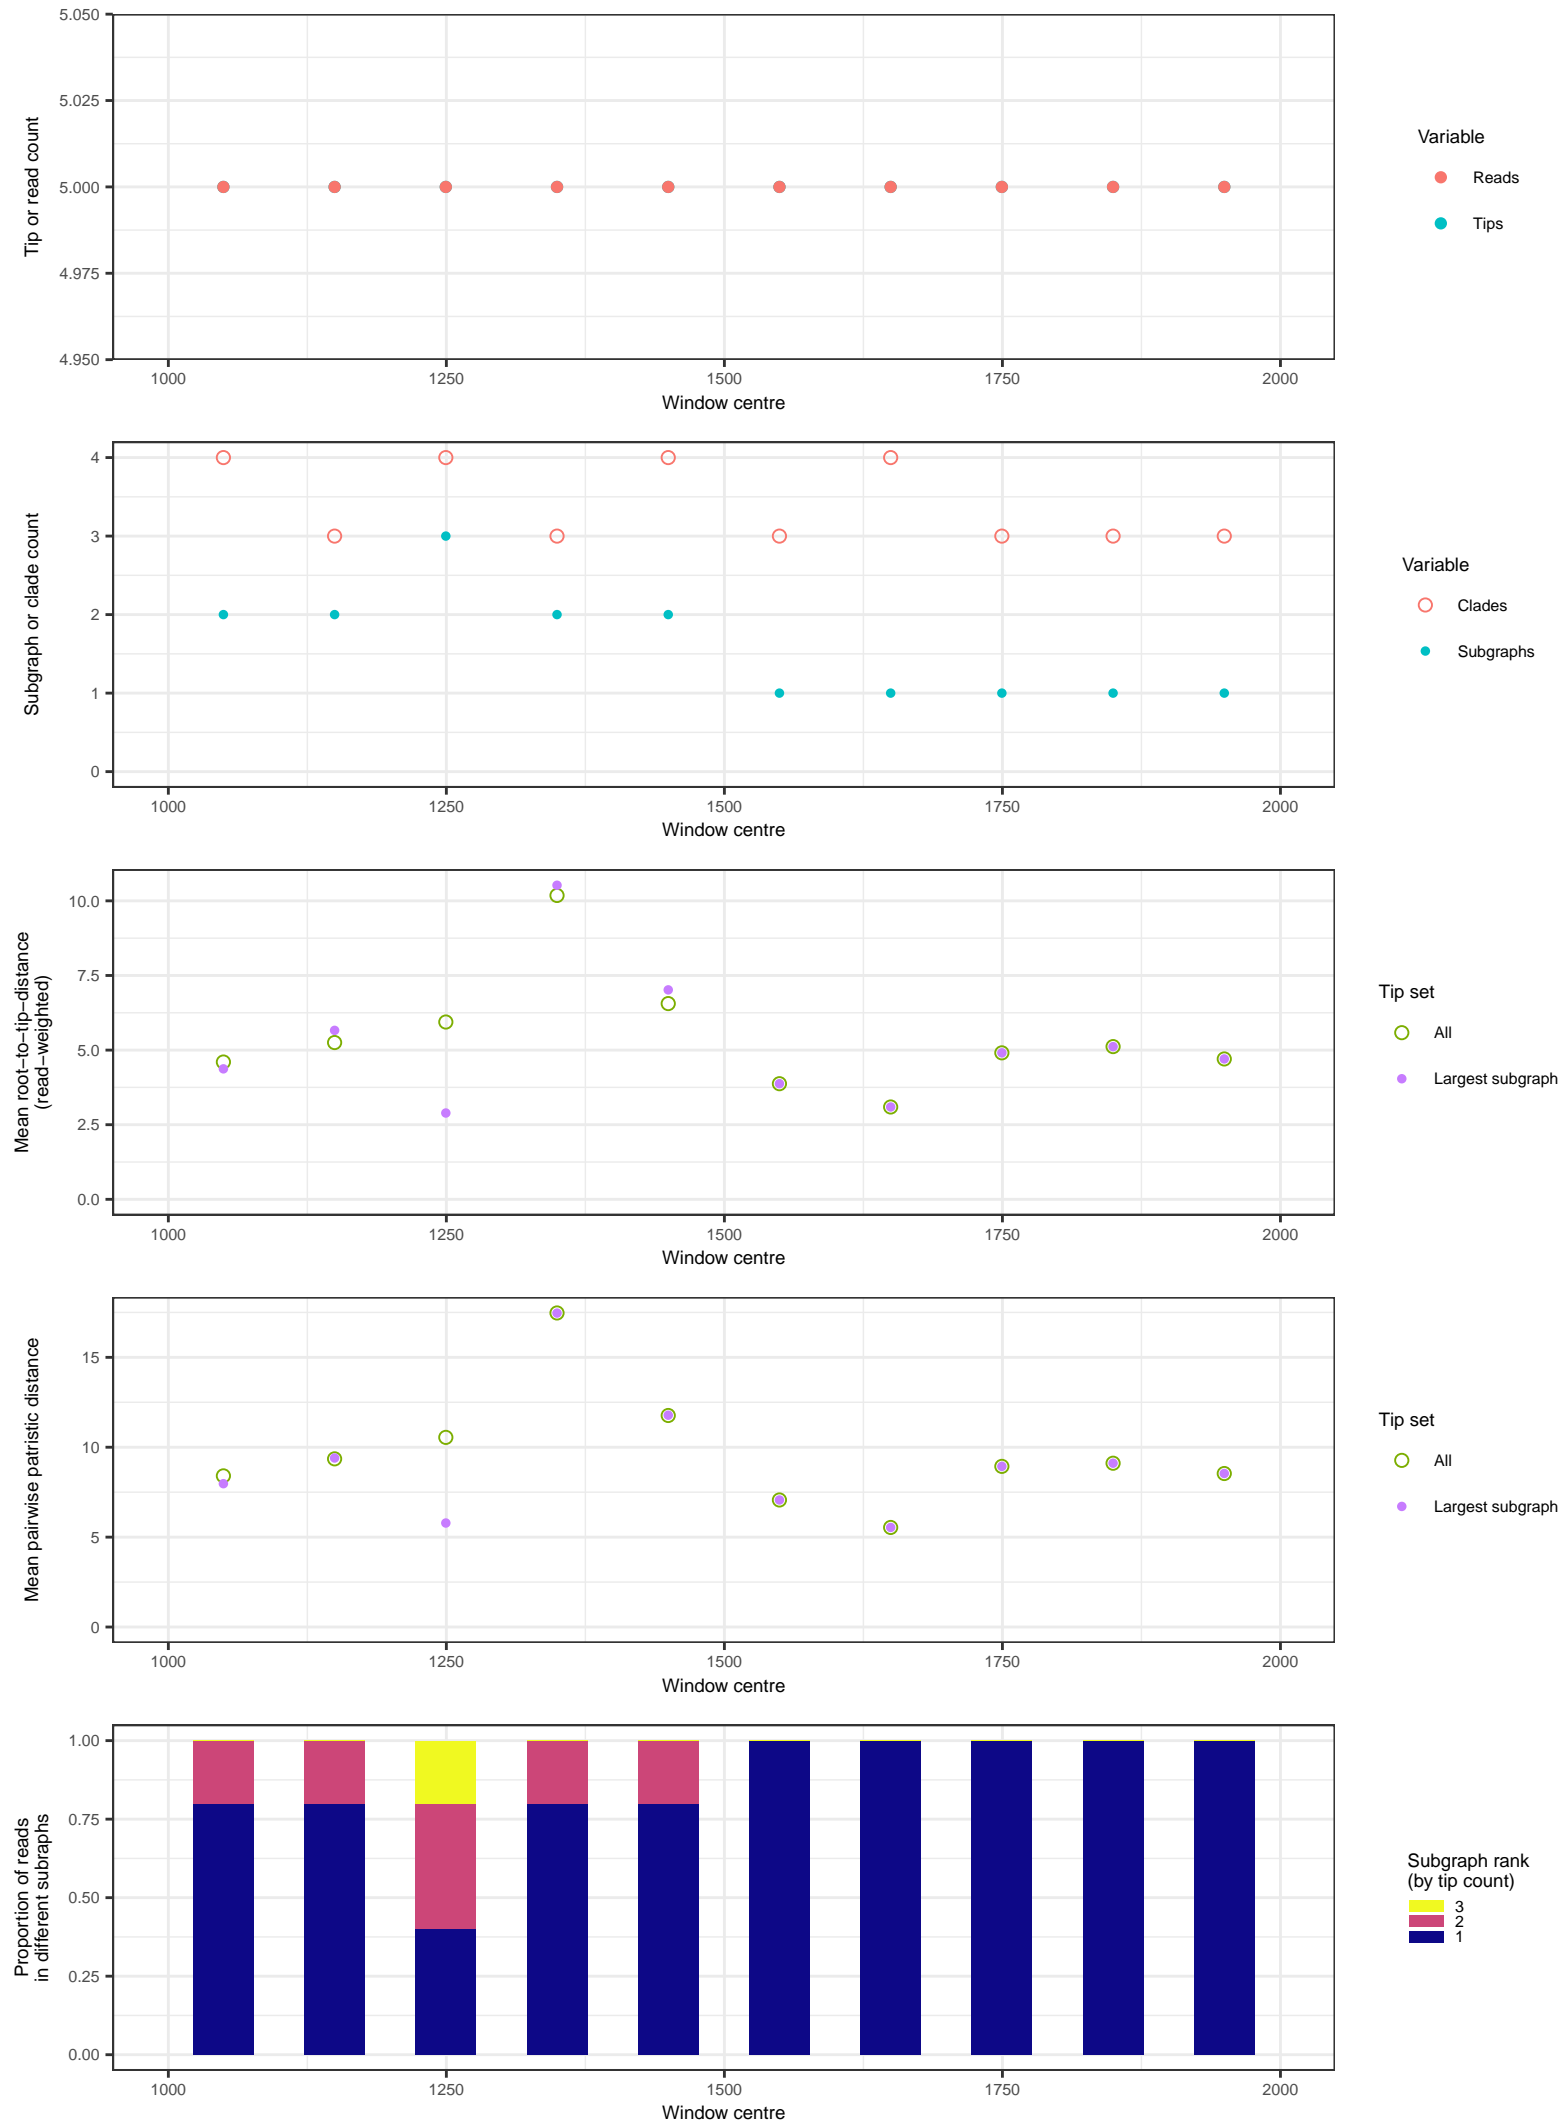 5.050
5.025
5.000
4.975
4.950
Tip or read count
1000 1250 1500 1750 2000
Window centre
Variable
Reads
Tips
4
3
2
1
0
Subgraph or clade count
1000 1250 1500 1750 2000
Window centre
Variable
Clades
Subgraphs
10.0
7.5
5.0
2.5
0.0
Mean root−to−tip−distance
(read−weighted)
1000 1250 1500 1750 2000
Window centre
Tip set
All
Largest subgraph
15
10
5
0
Mean pairwise patristic distance
1000 1250 1500 1750 2000
Window centre
Tip set
All
Largest subgraph
1.00
0.75
0.50
0.25
0.00
Proportion of reads
in different subraphs
1000 1250 1500 1750 2000
Window centre
Subgraph rank
(by tip count)
3
2
1